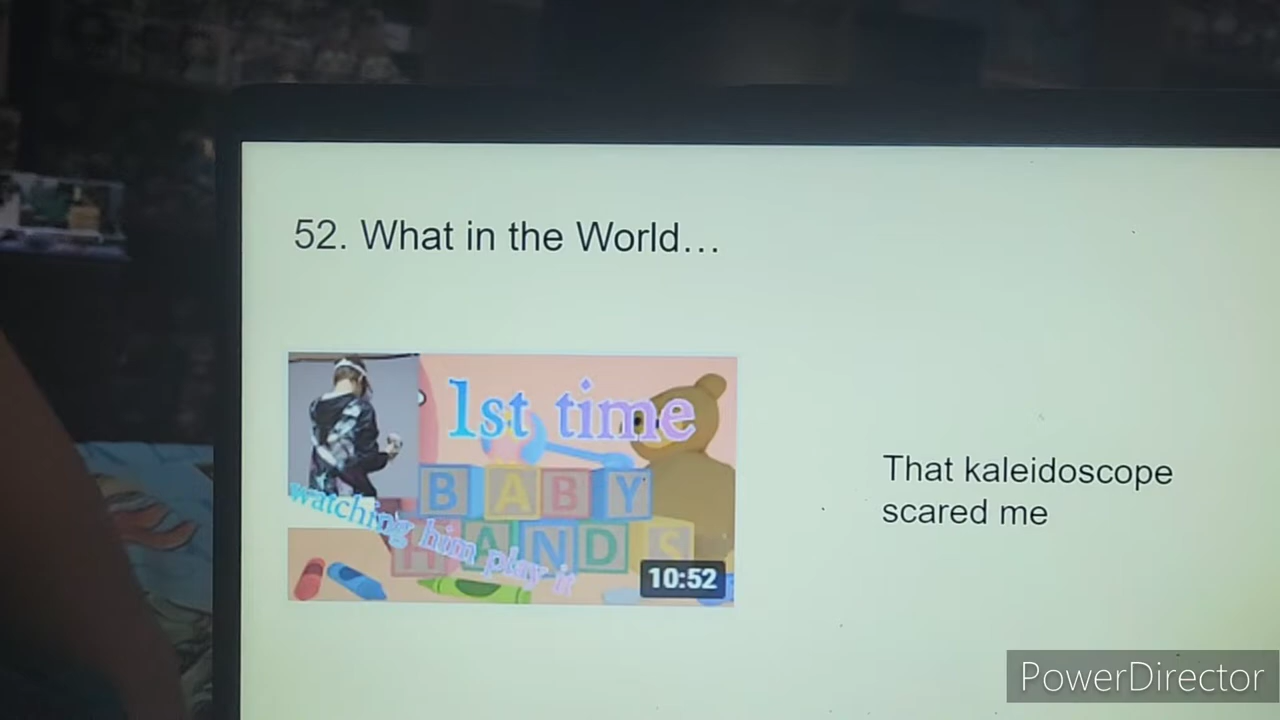 52. What in the World…
1st time
BABY
HANDS
watching him play it
10:52
That kaleidoscope
scared me
PowerDirector